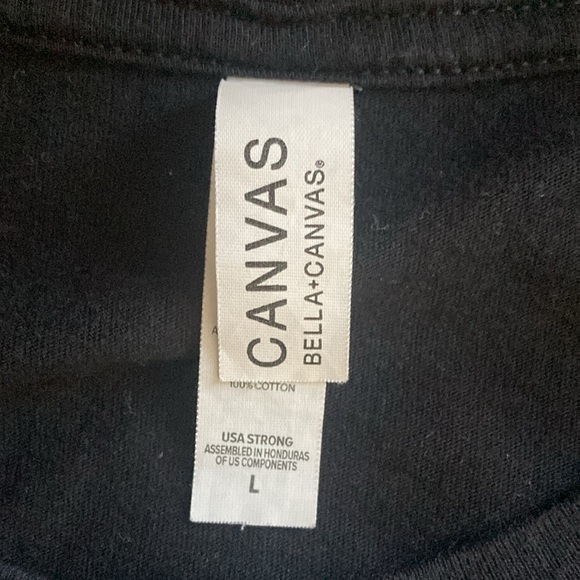 CANVAS
BELLA+CANVAS®
100% COTTON
USA STRONG
ASSEMBLED IN HONDURAS
OF US COMPONENTS
L